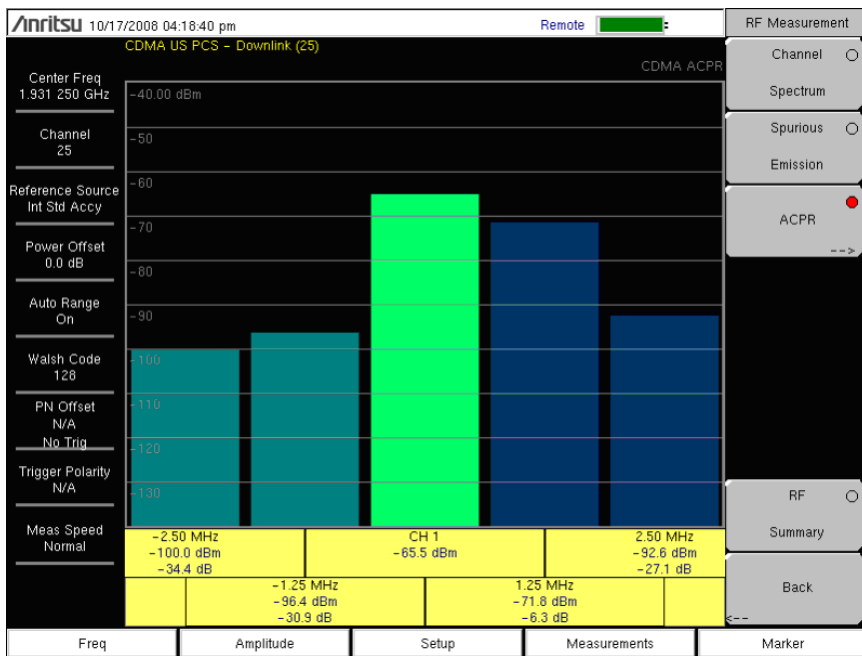 Anritsu 10/17/2008 04:18:40 pm
Remote
RF Measurement
CDMA US PCS - Downlink (25)
CDMA ACPR
Center Freq
1.931 250 GHz
Channel
25
Reference Source
Int Std Accy
Power Offset
0.0 dB
Auto Range
On
Walsh Code
128
PN Offset
N/A
No Trig
Trigger Polarity
N/A
Meas Speed
Normal
-40.00 dBm
-50
-60
-70
-80
-90
-100
-110
-120
-130
-2.50 MHz
-100.0 dBm
-34.4 dB
CH 1
-65.5 dBm
2.50 MHz
-92.6 dBm
-27.1 dB
-1.25 MHz
-96.4 dBm
-30.9 dB
1.25 MHz
-71.8 dBm
-6.3 dB
Channel
Spectrum
Spurious
Emission
ACPR
-->
RF
Summary
Back
<--
Freq
Amplitude
Setup
Measurements
Marker